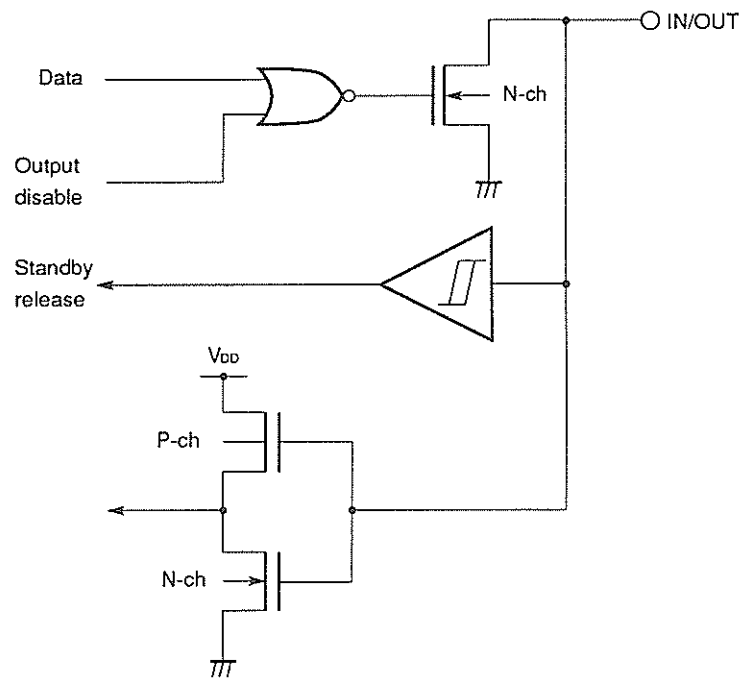 IN/OUT
Data
N-ch
Output
disable
Standby
release
VDD
P-ch
N-ch